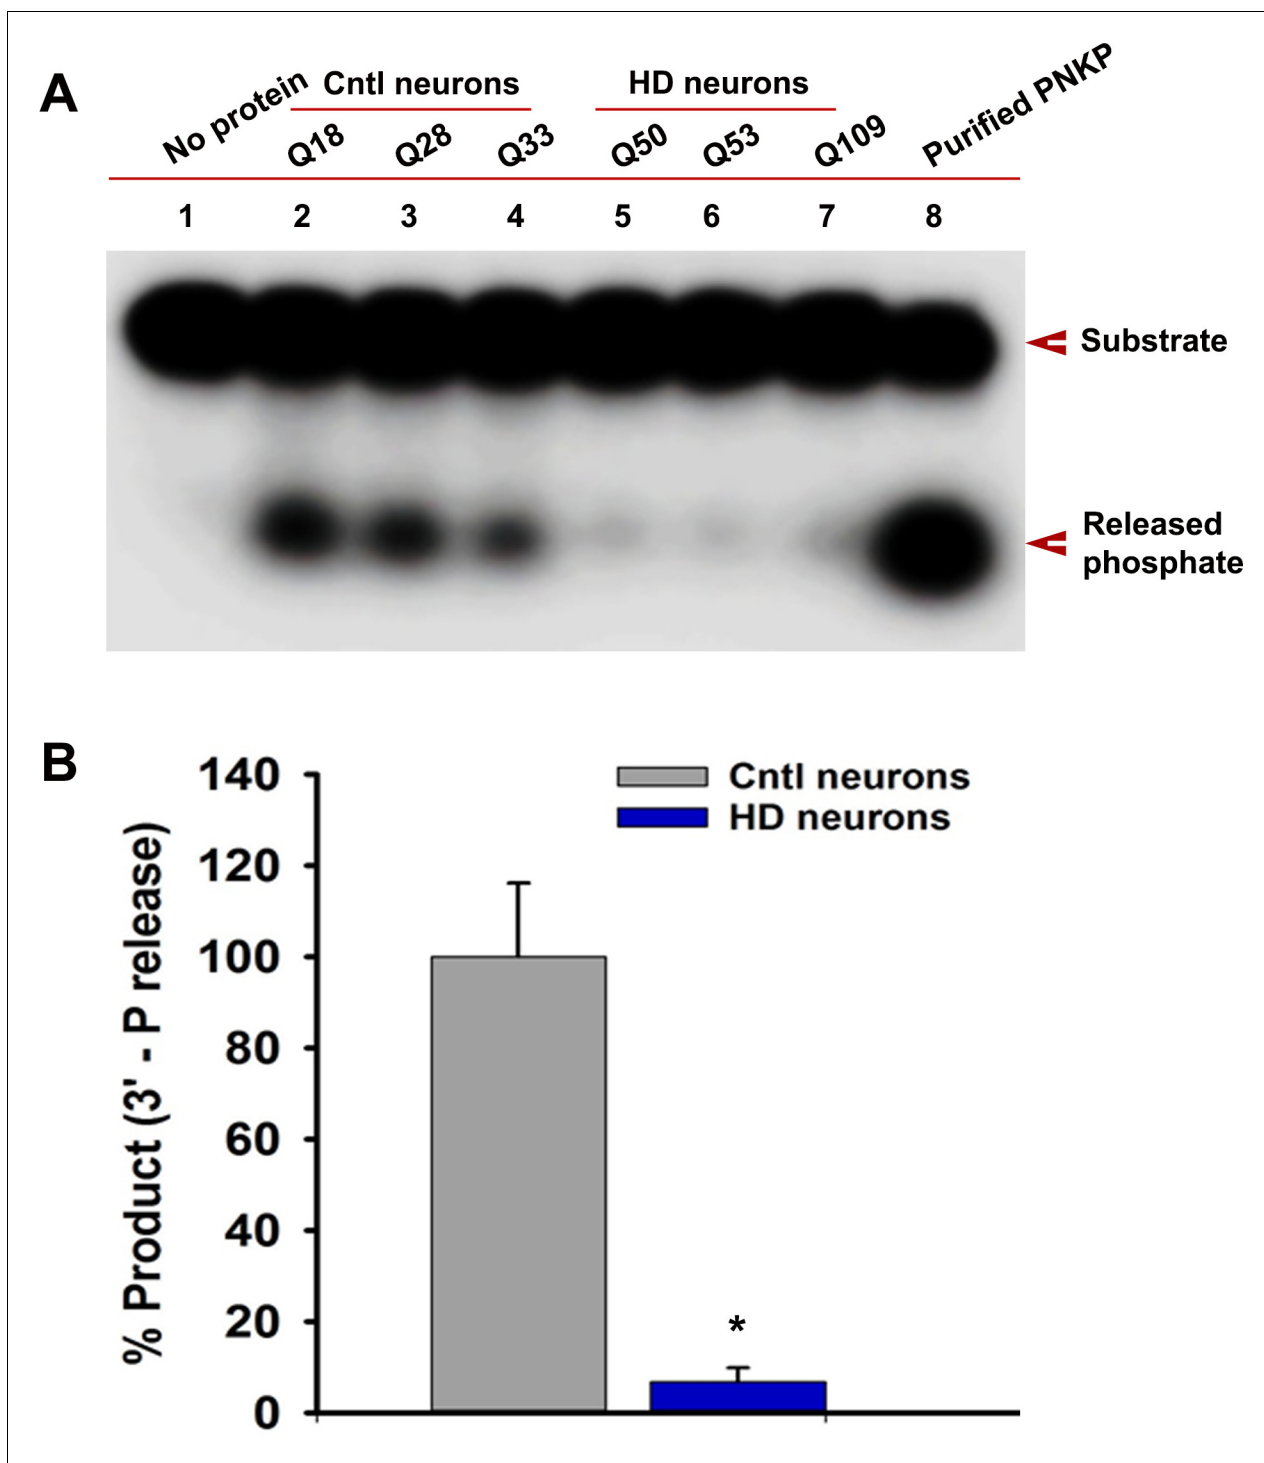 A
No protein
Cntl neurons
HD neurons
Q18
Q28
Q33
Q50
Q53
Q109
Purified PNKP
1 2 3 4 5 6 7 8
Substrate
Released
phosphate
B
% Product (3' - P release)
140
120
100
80
60
40
20
0
Cntl neurons
HD neurons
*